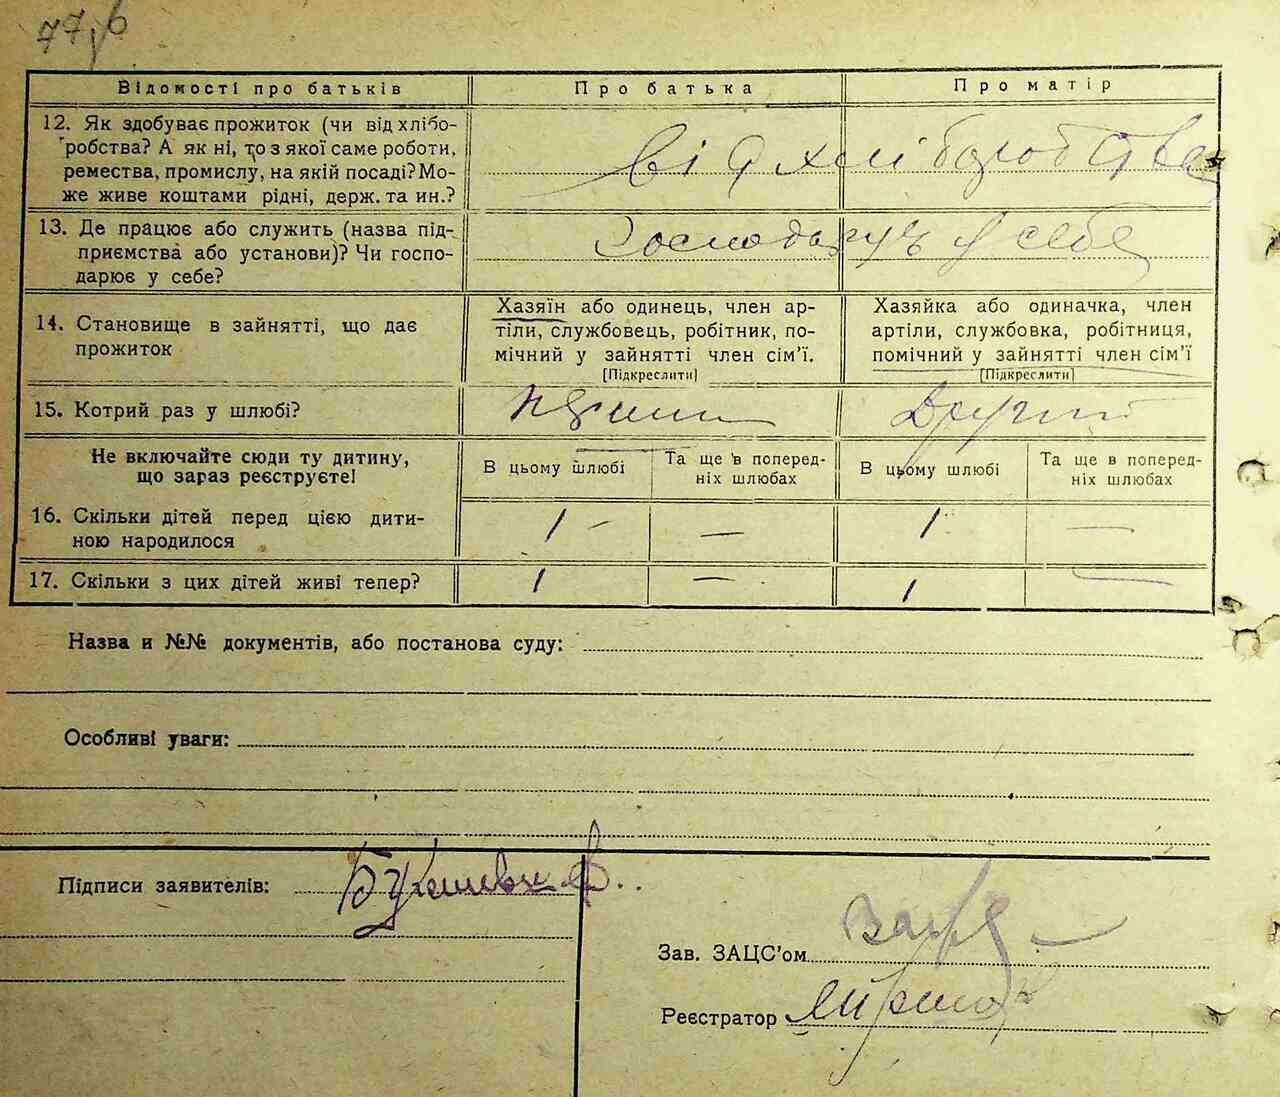 77,б
Відомості про батьків
Про батька
Про матір
12. Як здобуває прожиток (чи від хлібо-
робства? А як ні, то з якої саме роботи,
ремества, промислу, на якій посаді? Мо-
же живе коштами рідні, держ. та ин.?
від хліборобства
13. Де працює або служить (назва під-
приємства або установи)? Чи госпо-
дарює у себе?
Господарує у себе
14. Становище в зайнятті, що дає
прожиток
Хазяїн або одинець, член ар-
тіли, службовець, робітник, по-
мічний у зайнятті член сім’ї.
[Підкреслити]
Хазяйка або одиначка, член
артіли, службовка, робітниця,
помічний у зайнятті член сім’ї
[Підкреслити]
15. Котрий раз у шлюбі?
Другий
Не включайте сюди ту дитину,
що зараз реєструєте!
В цьому шлюбі
Та ще в поперед-
ніх шлюбах
В цьому шлюбі
Та ще в поперед-
ніх шлюбах
16. Скільки дітей перед цією дити-
ною народилося
1 — — 1 —
17. Скільки з цих дітей живі тепер?
1 — 1 —
Назва и №№ документів, або постанова суду:
Особливі уваги:
Підписи заявителів:
Зав. ЗАЦС’ом
Реєстратор